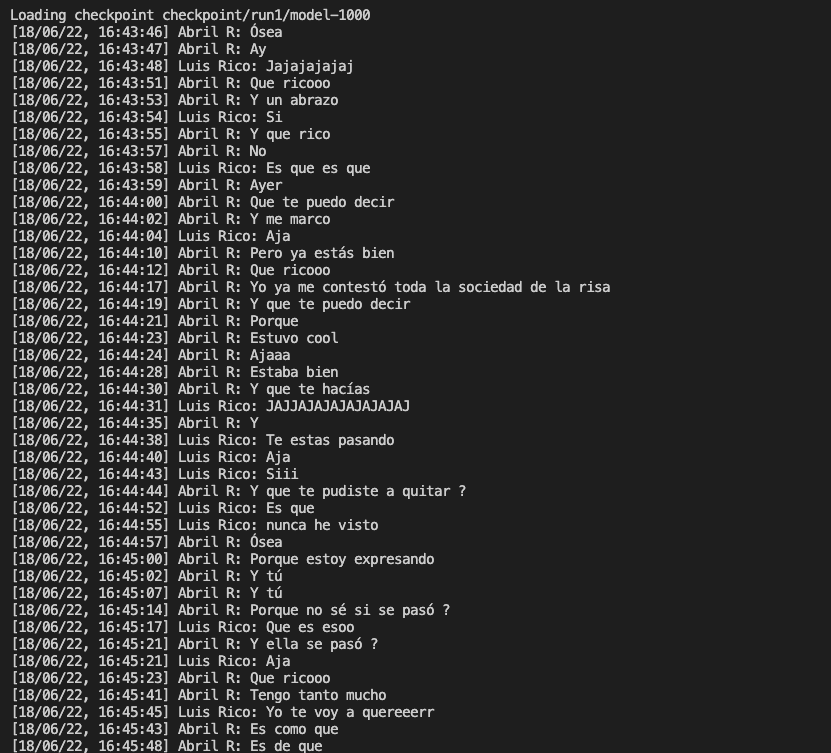 Loading checkpoint checkpoint/run1/model-1000
[18/06/22, 16:43:46] Abril R: Ósea
[18/06/22, 16:43:47] Abril R: Ay
[18/06/22, 16:43:48] Luis Rico: Jajajajajaj
[18/06/22, 16:43:51] Abril R: Que ricooo
[18/06/22, 16:43:53] Abril R: Y un abrazo
[18/06/22, 16:43:54] Luis Rico: Si
[18/06/22, 16:43:55] Abril R: Y que rico
[18/06/22, 16:43:57] Abril R: No
[18/06/22, 16:43:58] Luis Rico: Es que es que
[18/06/22, 16:43:59] Abril R: Ayer
[18/06/22, 16:44:00] Abril R: Que te puedo decir
[18/06/22, 16:44:02] Abril R: Y me marco
[18/06/22, 16:44:04] Luis Rico: Aja
[18/06/22, 16:44:10] Abril R: Pero ya estás bien
[18/06/22, 16:44:12] Abril R: Que ricooo
[18/06/22, 16:44:17] Abril R: Yo ya me contestó toda la sociedad de la risa
[18/06/22, 16:44:19] Abril R: Y que te puedo decir
[18/06/22, 16:44:21] Abril R: Porque
[18/06/22, 16:44:23] Abril R: Estuvo cool
[18/06/22, 16:44:24] Abril R: Ajaaa
[18/06/22, 16:44:28] Abril R: Estaba bien
[18/06/22, 16:44:30] Abril R: Y que te hacías
[18/06/22, 16:44:31] Luis Rico: JAJJAJAJAJAJAJAJAJ
[18/06/22, 16:44:35] Abril R: Y
[18/06/22, 16:44:38] Luis Rico: Te estas pasando
[18/06/22, 16:44:40] Luis Rico: Aja
[18/06/22, 16:44:43] Luis Rico: Siii
[18/06/22, 16:44:44] Abril R: Y que te pudiste a quitar ?
[18/06/22, 16:44:52] Luis Rico: Es que
[18/06/22, 16:44:55] Luis Rico: nunca he visto
[18/06/22, 16:44:57] Abril R: Ósea
[18/06/22, 16:45:00] Abril R: Porque estoy expresando
[18/06/22, 16:45:02] Abril R: Y tú
[18/06/22, 16:45:07] Abril R: Y tú
[18/06/22, 16:45:14] Abril R: Porque no sé si se pasó ?
[18/06/22, 16:45:17] Luis Rico: Que es esoo
[18/06/22, 16:45:21] Abril R: Y ella se pasó ?
[18/06/22, 16:45:21] Luis Rico: Aja
[18/06/22, 16:45:23] Abril R: Que ricooo
[18/06/22, 16:45:41] Abril R: Tengo tanto mucho
[18/06/22, 16:45:45] Luis Rico: Yo te voy a quereeerr
[18/06/22, 16:45:43] Abril R: Es como que
[18/06/22, 16:45:48] Abril R: Es de que